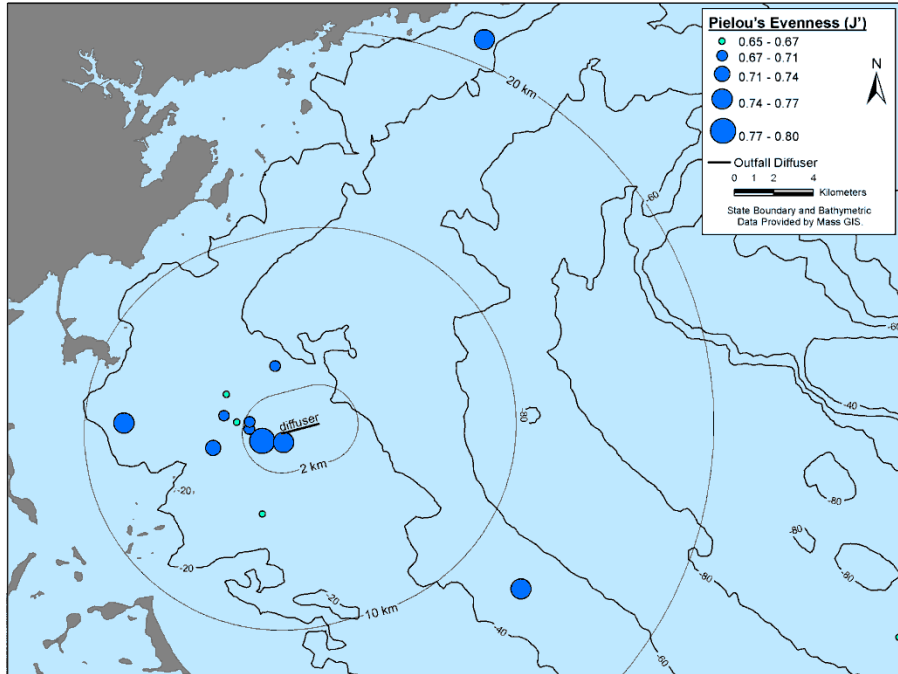 Pielou's Evenness (J')
0.65 - 0.67
0.67 - 0.71
0.71 - 0.74
0.74 - 0.77
0.77 - 0.80
N
Outfall Diffuser
0 1 2 4
Kilometers
State Boundary and Bathymetric
Data Provided by Mass GIS.
20 km
-60
-60
-40
-80
diffuser
2 km
-20
-80
-80
-80
-20
-20
10 km
-40
-80
-60